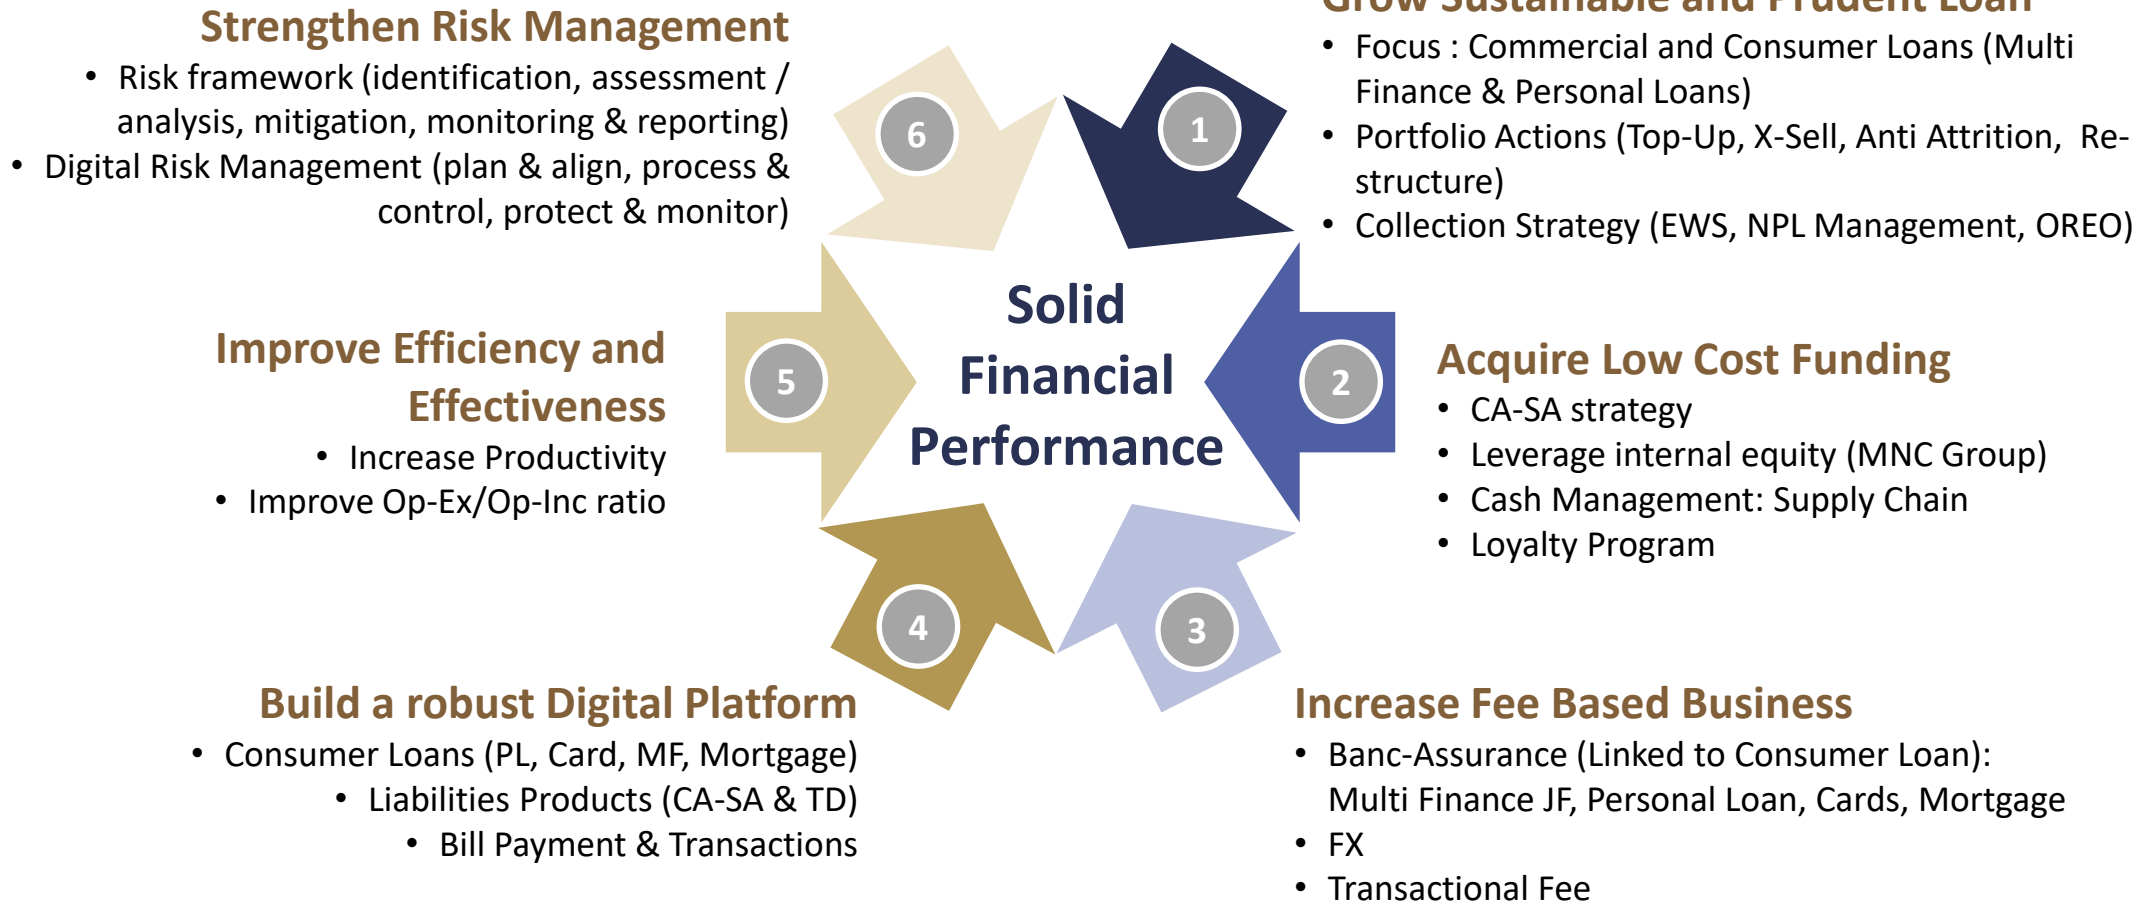 Grow Sustainable and Prudent Loan
• Focus : Commercial and Consumer Loans (Multi
Finance & Personal Loans)
• Portfolio Actions (Top-Up, X-Sell, Anti Attrition, Re-
structure)
• Collection Strategy (EWS, NPL Management, OREO)
1
Acquire Low Cost Funding
• CA-SA strategy
• Leverage internal equity (MNC Group)
• Cash Management: Supply Chain
• Loyalty Program
2
Increase Fee Based Business
• Banc-Assurance (Linked to Consumer Loan):
Multi Finance JF, Personal Loan, Cards, Mortgage
• FX
• Transactional Fee
3
Build a robust Digital Platform
• Consumer Loans (PL, Card, MF, Mortgage)
• Liabilities Products (CA-SA & TD)
• Bill Payment & Transactions
4
Improve Efficiency and
Effectiveness
• Increase Productivity
• Improve Op-Ex/Op-Inc ratio
5
Strengthen Risk Management
• Risk framework (identification, assessment /
analysis, mitigation, monitoring & reporting)
• Digital Risk Management (plan & align, process &
control, protect & monitor)
6
Solid
Financial
Performance